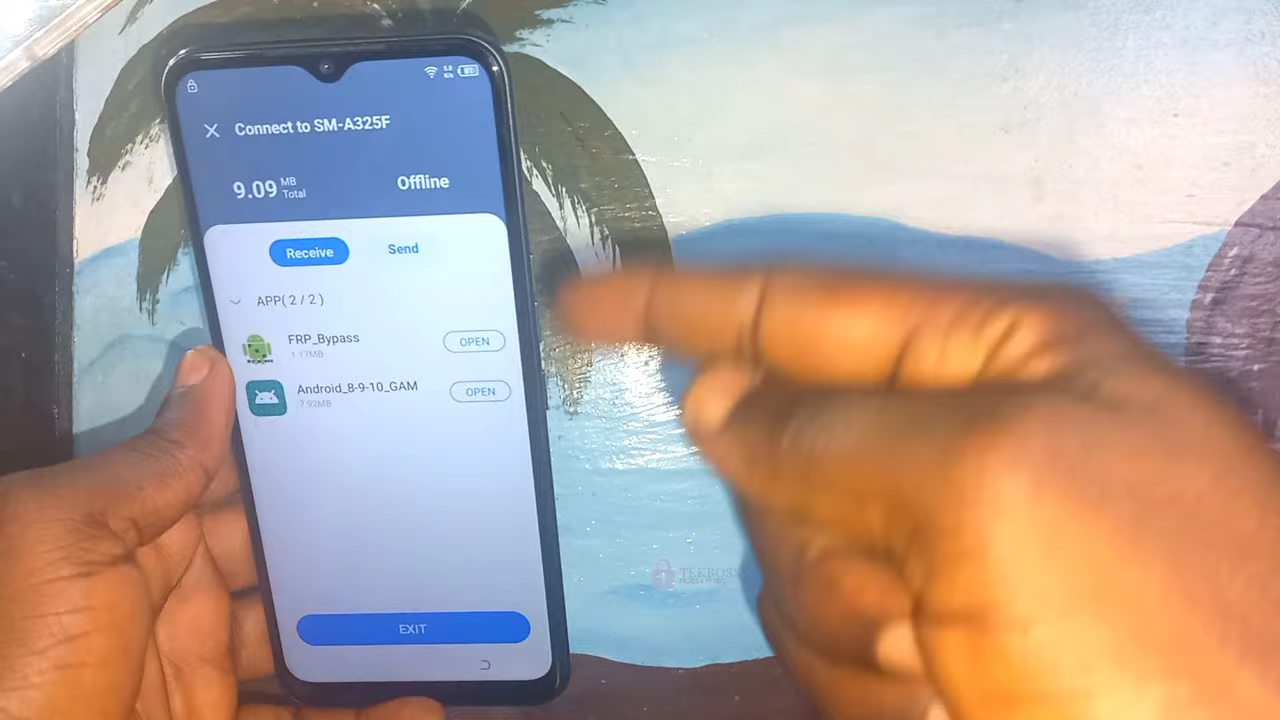 Connect to SM-A325F
9.09 MB Total
Offline
Receive
Send
APP( 2 / 2 )
FRP_Bypass
1.17MB
OPEN
Android_8-9-10_GAM
7.92MB
OPEN
EXIT
TEKBOSS